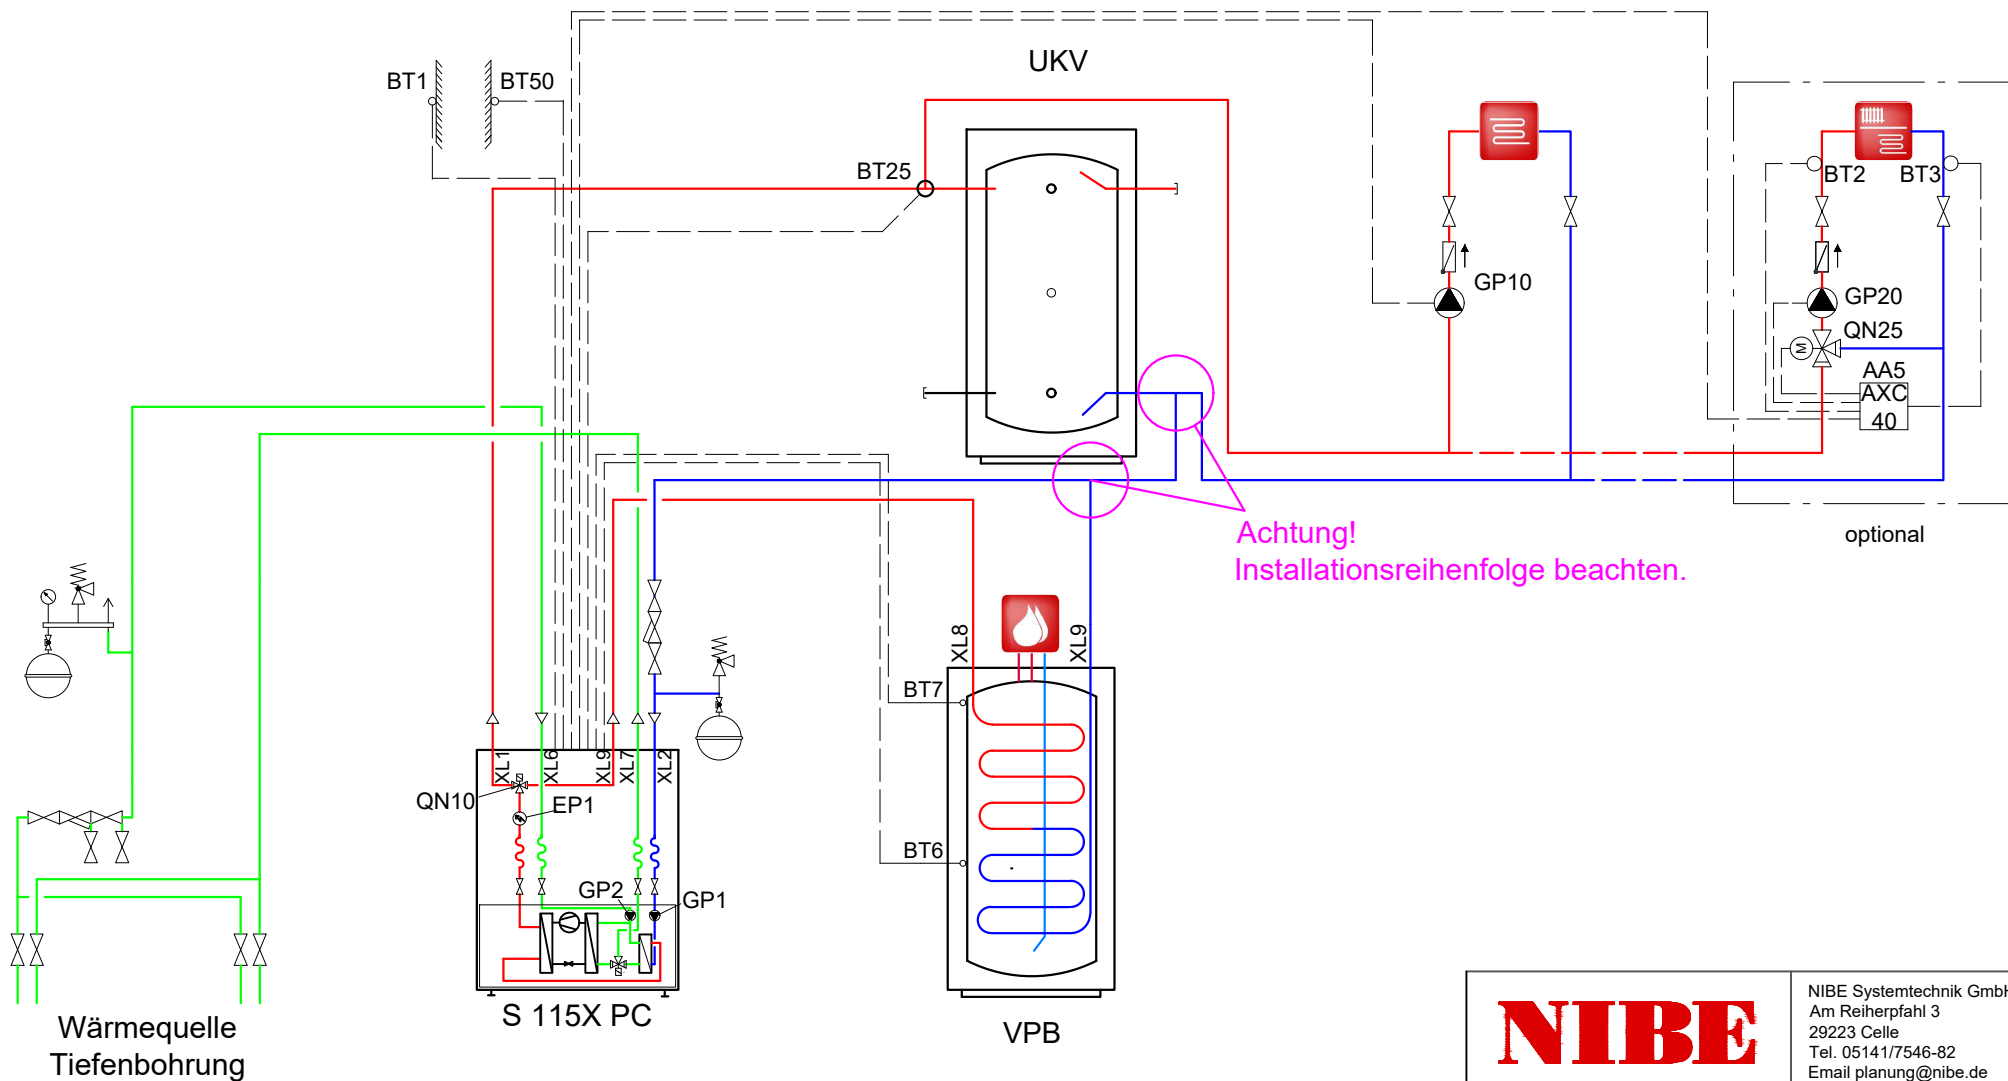 UKV
BT1
BT50
BT25
BT2
BT3
GP10
GP20
QN25
M
AA5
AXC
40
optional
Achtung!
Installationsreihenfolge beachten.
XL8
XL9
BT7
BT6
VPB
XL1
XL6
XL9
XL7
XL2
QN10
EP1
GP2
GP1
S 115X PC
Wärmequelle
Tiefenbohrung
NIBE
NIBE Systemtechnik GmbH
Am Reiherpfahl 3
29223 Celle
Tel. 05141/7546-82
Email planung@nibe.de